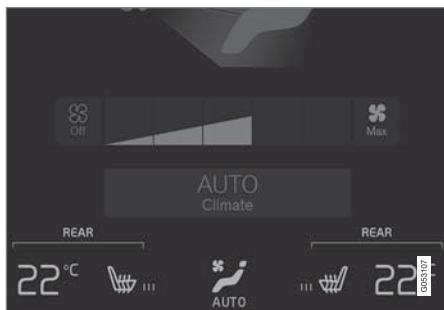 Off
Max
AUTO
Climate
REAR REAR
22°C 22
AUTO
G053107